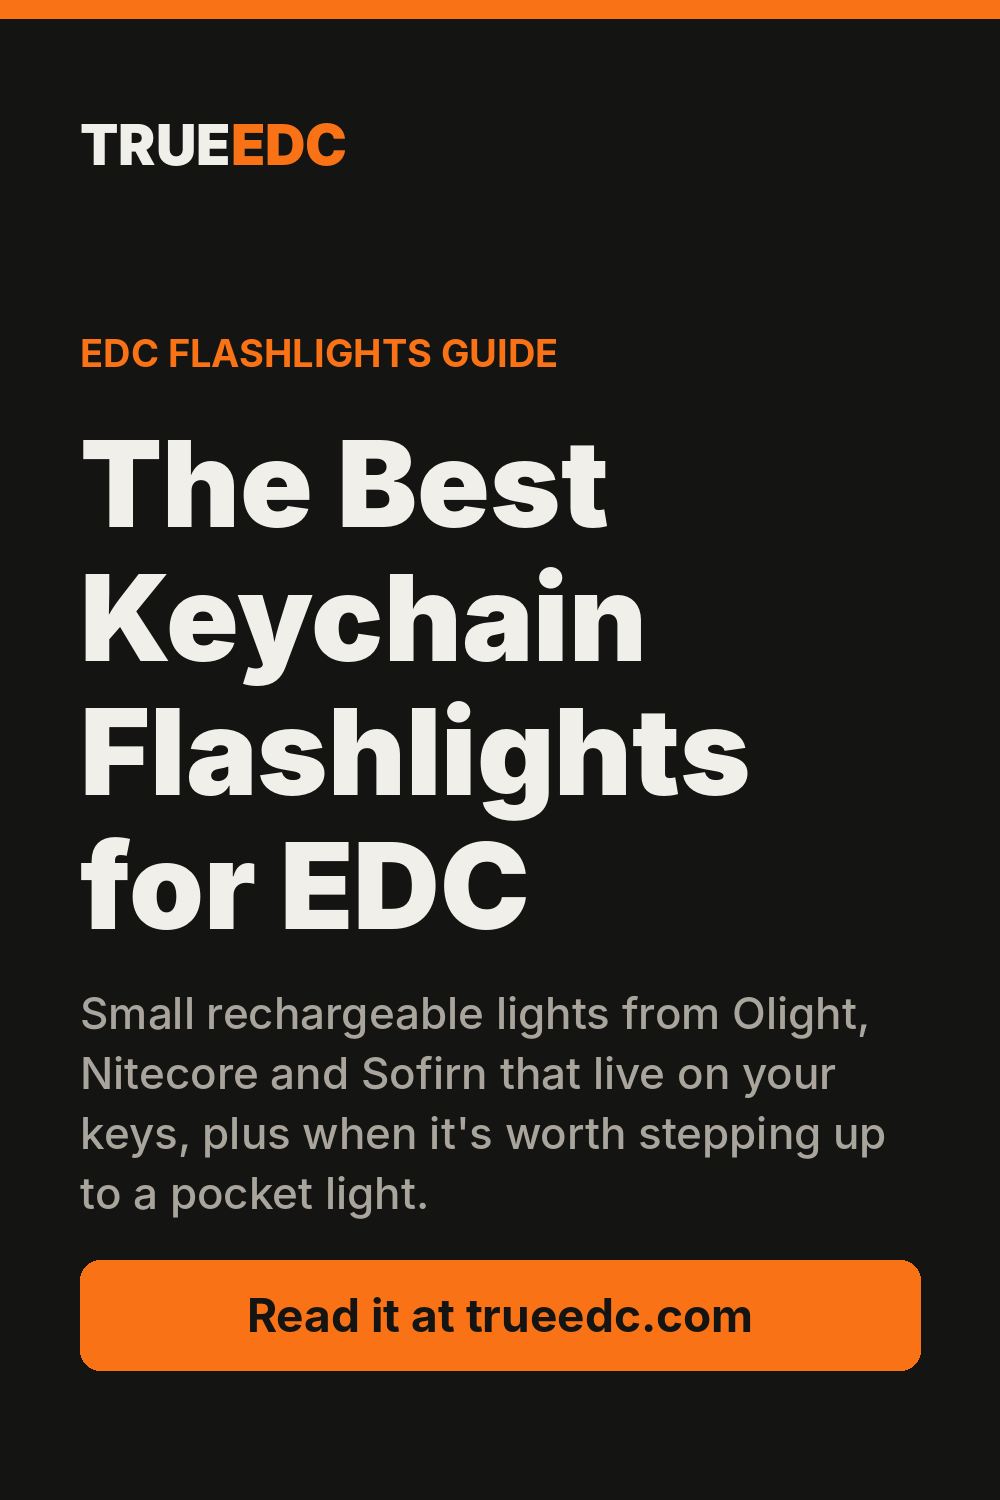 TRUEEDC
EDC FLASHLIGHTS GUIDE
The Best
Keychain
Flashlights
for EDC
Small rechargeable lights from Olight,
Nitecore and Sofirn that live on your
keys, plus when it's worth stepping up
to a pocket light.
Read it at trueedc.com